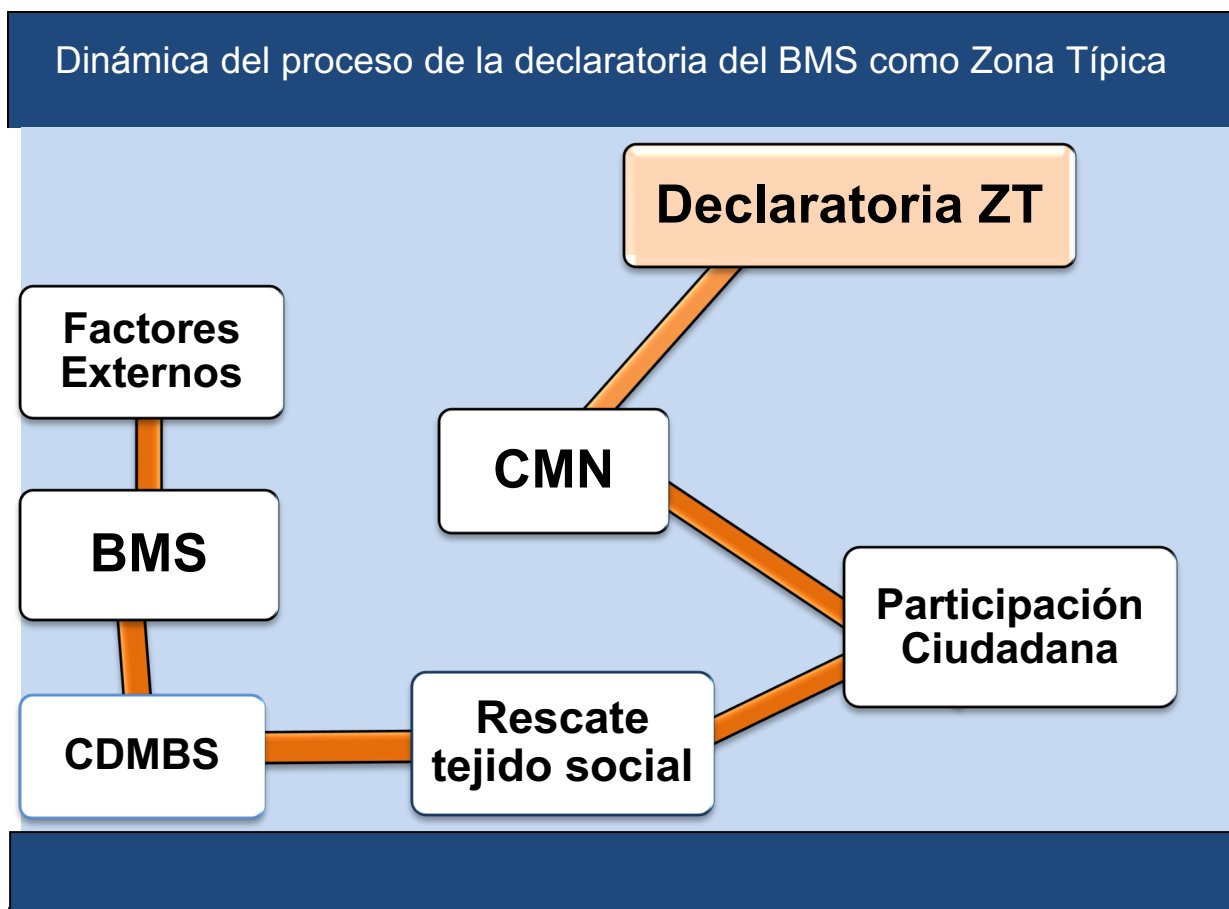 Dinámica del proceso de la declaratoria del BMS como Zona Típica
Declaratoria ZT
Factores
Externos
CMN
BMS
Participación
Ciudadana
Rescate
tejido social
CDMBS